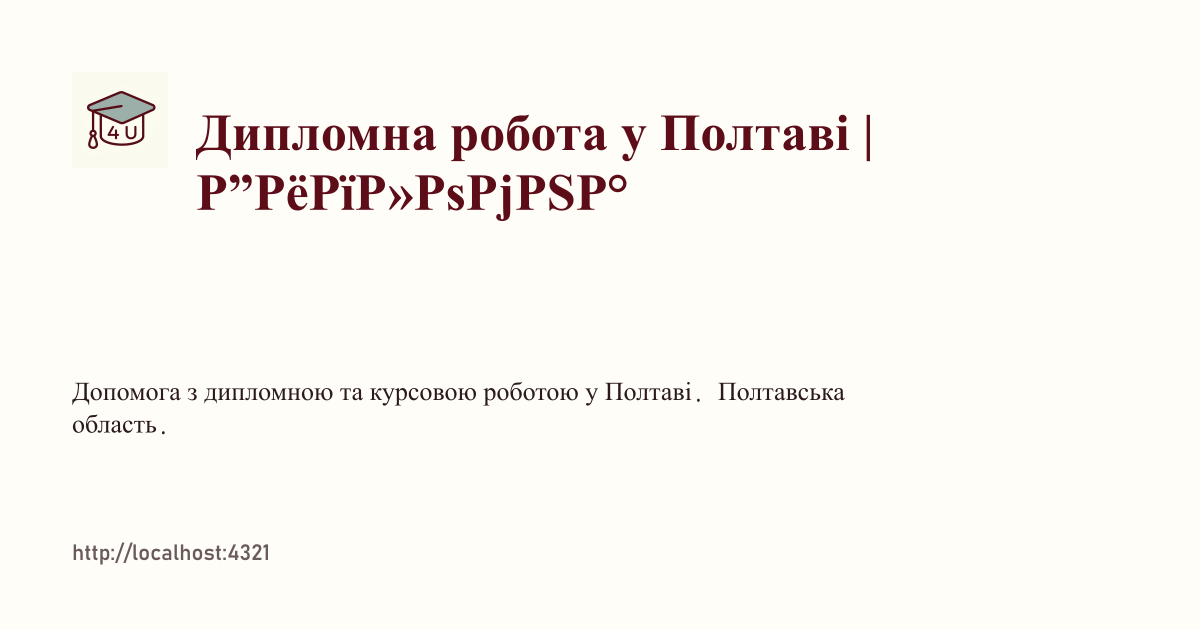 4 U
Дипломна робота у Полтаві |
Р”РёРїР»РѕРјРЅР°
Допомога з дипломною та курсовою роботою у Полтаві. Полтавська
область.
http://localhost:4321